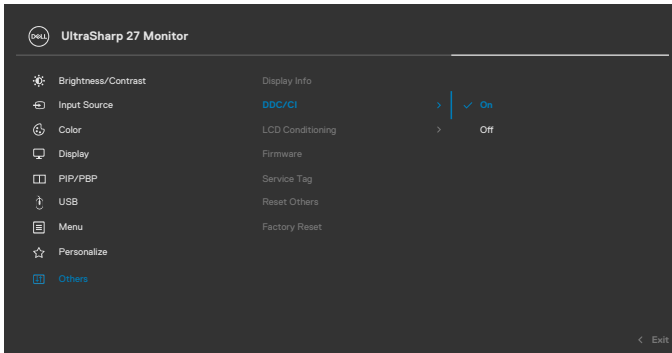 DELL UltraSharp 27 Monitor
Brightness/Contrast Display Info
Input Source DDC/CI > ✓ On
Color LCD Conditioning > Off
Display Firmware
PIP/PBP Service Tag
USB Reset Others
Menu Factory Reset
Personalize
Others
< Exit